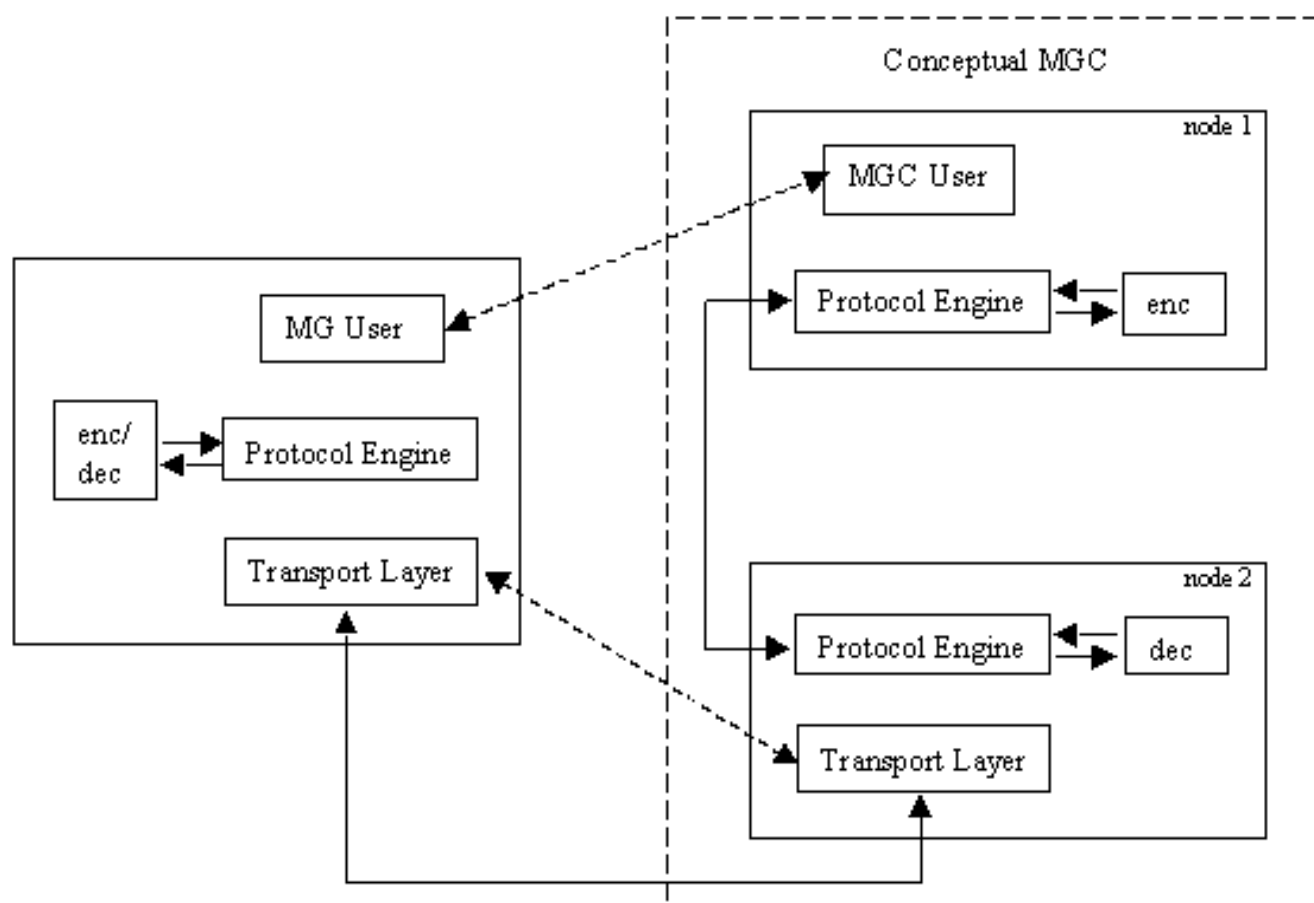 Conceptual MGC
node 1
MGC User
Protocol Engine
enc
MG User
enc/
dec
Protocol Engine
Transport Layer
node 2
Protocol Engine
dec
Transport Layer